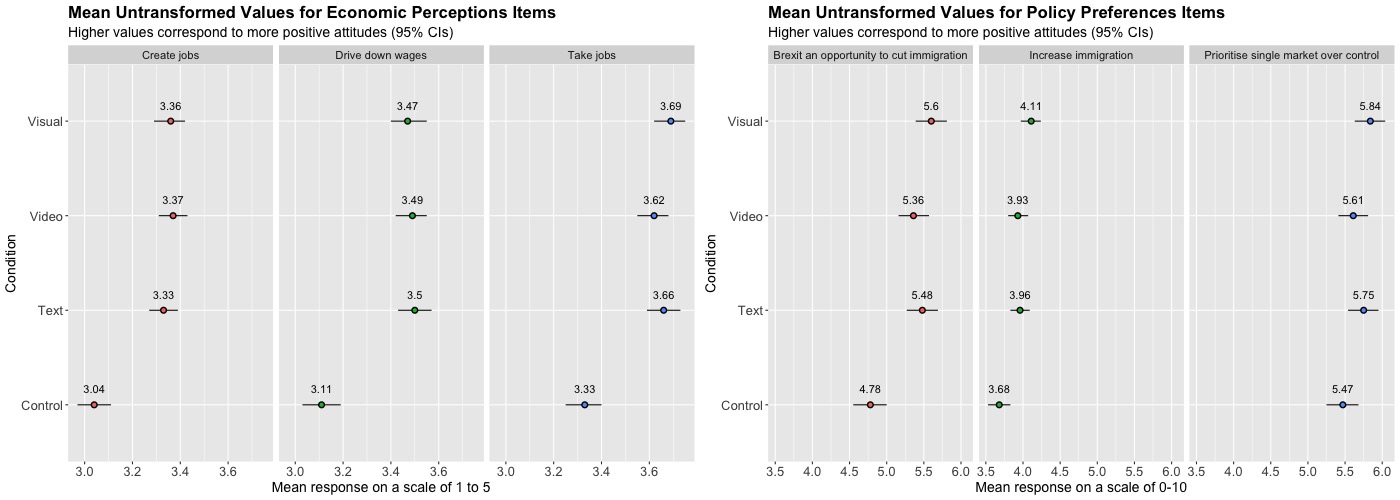 Mean Untransformed Values for Economic Perceptions Items
Higher values correspond to more positive attitudes (95% CIs)
Create jobs
Drive down wages
Take jobs
Condition
Visual
3.36
3.47
3.69
Video
3.37
3.49
3.62
Text
3.33
3.5
3.66
Control
3.04
3.11
3.33
3.0 3.2 3.4 3.6
3.0 3.2 3.4 3.6
3.0 3.2 3.4 3.6
Mean response on a scale of 1 to 5
Mean Untransformed Values for Policy Preferences Items
Higher values correspond to more positive attitudes (95% CIs)
Brexit an opportunity to cut immigration
Increase immigration
Prioritise single market over control
Condition
Visual
5.6
4.11
5.84
Video
5.36
3.93
5.61
Text
5.48
3.96
5.75
Control
4.78
3.68
5.47
3.5 4.0 4.5 5.0 5.5 6.0
3.5 4.0 4.5 5.0 5.5 6.0
3.5 4.0 4.5 5.0 5.5 6.0
Mean response on a scale of 0-10